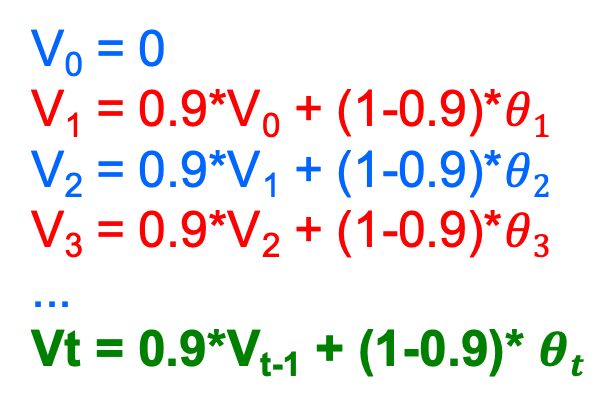 V₀ = 0
V₁ = 0.9*V₀ + (1-0.9)*θ₁
V₂ = 0.9*V₁ + (1-0.9)*θ₂
V₃ = 0.9*V₂ + (1-0.9)*θ₃
...
Vt = 0.9*Vₜ₋₁ + (1-0.9)* θₜ